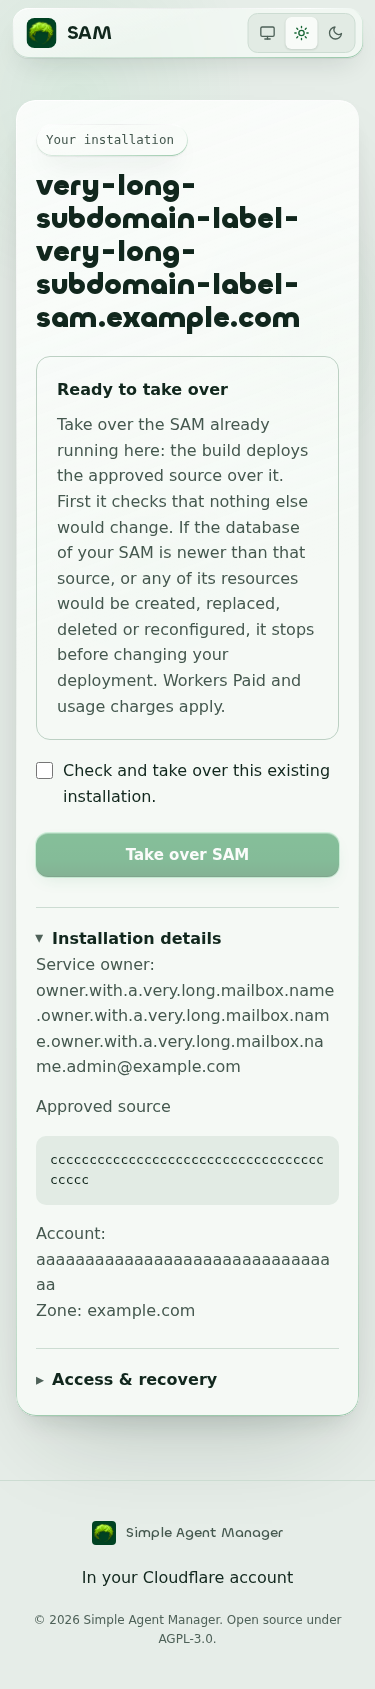 SAM
Your installation
very-long-
subdomain-label-
very-long-
subdomain-label-
sam.example.com
Ready to take over
Take over the SAM already
running here: the build deploys
the approved source over it.
First it checks that nothing else
would change. If the database
of your SAM is newer than that
source, or any of its resources
would be created, replaced,
deleted or reconfigured, it stops
before changing your
deployment. Workers Paid and
usage charges apply.
Check and take over this existing
installation.
Take over SAM
Installation details
Service owner:
owner.with.a.very.long.mailbox.name
.owner.with.a.very.long.mailbox.nam
e.owner.with.a.very.long.mailbox.na
me.admin@example.com
Approved source
ccccccccccccccccccccccccccccccccccc
ccccc
Account:
aaaaaaaaaaaaaaaaaaaaaaaaaaaaaa
aa
Zone: example.com
Access & recovery
Simple Agent Manager
In your Cloudflare account
© 2026 Simple Agent Manager. Open source under
AGPL-3.0.